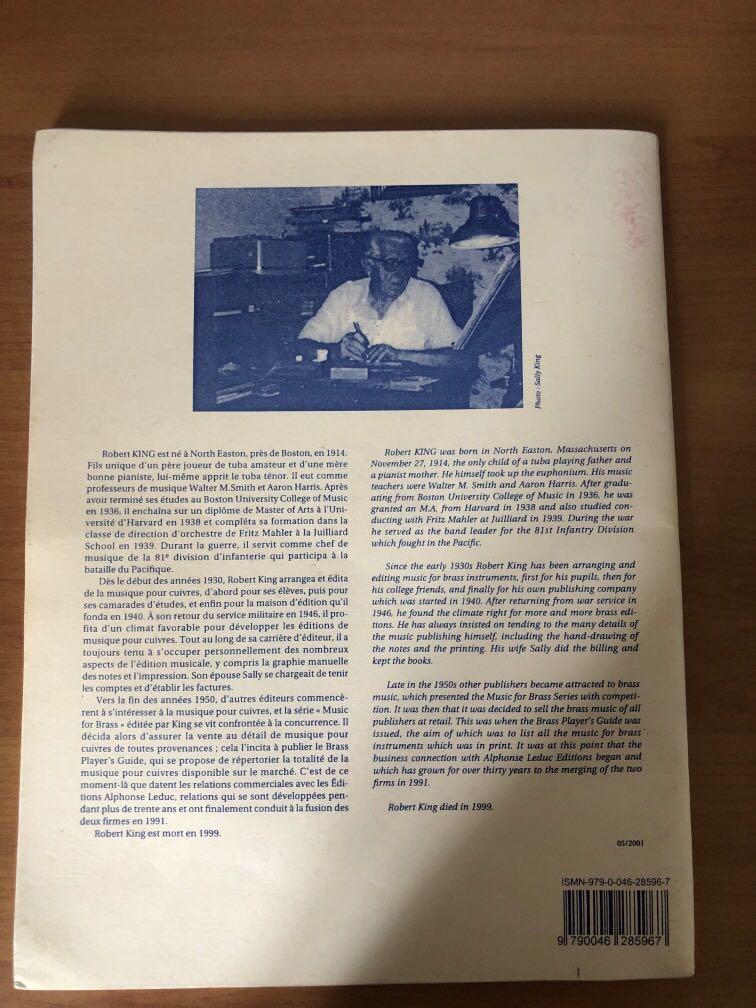 Photo : Sally King
Robert KING est né à North Easton, près de Boston, en 1914.
Fils unique d'un père joueur de tuba amateur et d'une mère
bonne pianiste, lui-même apprit le tuba ténor. Il eut comme
professeurs de musique Walter M.Smith et Aaron Harris. Après
avoir terminé ses études au Boston University College of Music
en 1936, il enchaîna sur un diplôme de Master of Arts à l'Uni-
versité d'Harvard en 1938 et compléta sa formation dans la
classe de direction d'orchestre de Fritz Mahler à la Juilliard
School en 1939. Durant la guerre, il servit comme chef de
musique de la 81e division d'infanterie qui participa à la
bataille du Pacifique.
Dès le début des années 1930, Robert King arrangea et édita
de la musique pour cuivres, d'abord pour ses élèves, puis pour
ses camarades d'études, et enfin pour la maison d'édition qu'il
fonda en 1940. À son retour du service militaire en 1946, il pro-
fita d'un climat favorable pour développer les éditions de
musique pour cuivres. Tout au long de sa carrière d'éditeur, il a
toujours tenu à s'occuper personnellement des nombreux
aspects de l'édition musicale, y compris la graphie manuelle
des notes et l'impression. Son épouse Sally se chargeait de tenir
les comptes et d'établir les factures.
Vers la fin des années 1950, d'autres éditeurs commencè-
rent à s'intéresser à la musique pour cuivres, et la série « Music
for Brass » éditée par King se vit confrontée à la concurrence. Il
décida alors d'assurer la vente au détail de musique pour
cuivres de toutes provenances ; cela l'incita à publier le Brass
Player's Guide, qui se propose de répertorier la totalité de la
musique pour cuivres disponible sur le marché. C'est de ce
moment-là que datent les relations commerciales avec les Édi-
tions Alphonse Leduc, relations qui se sont développées pen-
dant plus de trente ans et ont finalement conduit à la fusion des
deux firmes en 1991.
Robert King est mort en 1999.
Robert KING was born in North Easton, Massachusetts on
November 27, 1914, the only child of a tuba playing father and
a pianist mother. He himself took up the euphonium. His music
teachers were Walter M. Smith and Aaron Harris. After gradu-
ating from Boston University College of Music in 1936, he was
granted an M.A. from Harvard in 1938 and also studied con-
ducting with Fritz Mahler at Juilliard in 1939. During the war
he served as the band leader for the 81st Infantry Division
which fought in the Pacific.
Since the early 1930s Robert King has been arranging and
editing music for brass instruments, first for his pupils, then for
his college friends, and finally for his own publishing company
which was started in 1940. After returning from war service in
1946, he found the climate right for more and more brass edi-
tions. He has always insisted on tending to the many details of
the music publishing himself, including the hand-drawing of
the notes and the printing. His wife Sally did the billing and
kept the books.
Late in the 1950s other publishers became attracted to brass
music, which presented the Music for Brass Series with competi-
tion. It was then that it was decided to sell the brass music of all
publishers at retail. This was when the Brass Player's Guide was
issued, the aim of which was to list all the music for brass
instruments which was in print. It was at this point that the
business connection with Alphonse Leduc Editions began and
which has grown for over thirty years to the merging of the two
firms in 1991.
Robert King died in 1999.
05/2001
ISMN-979-0-046-28596-7
9 790046 285967